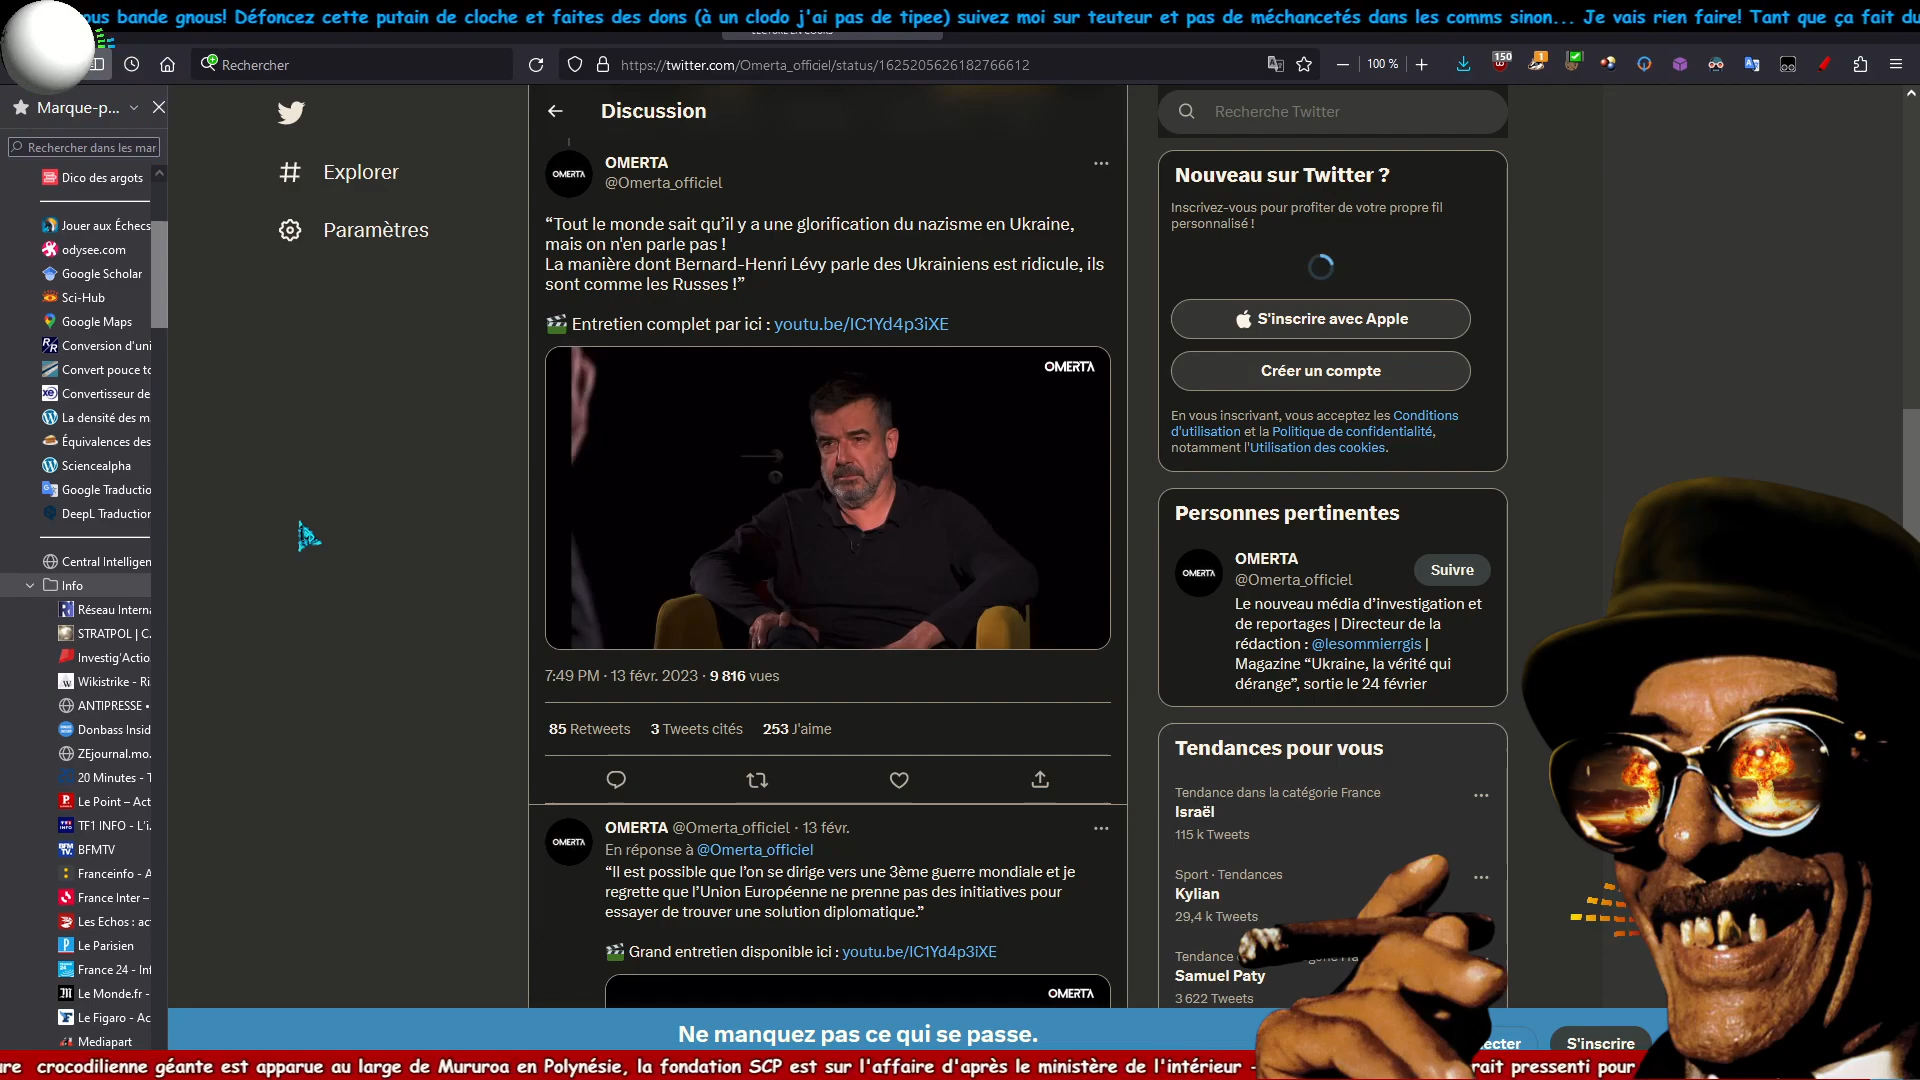 ous bande gnous! Défoncez cette putain de cloche et faites des dons (à un clodo j'ai pas de tipee) suivez moi sur teuteur et pas de méchancetés dans les comms sinon... Je vais rien faire! Tant que ça fait du
Rechercher
https://twitter.com/Omerta_officiel/status/1625205626182766612
100 %
150
1
Marque-p...
Rechercher dans les mar
Dico des argots
Jouer aux Échecs
odysee.com
Google Scholar
Sci-Hub
Google Maps
Conversion d'uni
Convert pouce to
Convertisseur de
La densité des m
Équivalences des
Sciencealpha
Google Traductio
DeepL Traduction
Central Intelligen
Info
Réseau Interna
STRATPOL | C.
Investig'Actio
Wikistrike - Ri
ANTIPRESSE •
Donbass Insid
ZEjournal.mo..
20 Minutes - T
Le Point – Act
TF1 INFO - L'i.
BFMTV
Franceinfo - A
France Inter –
Les Echos : act
Le Parisien
France 24 - Inf
Le Monde.fr -
Le Figaro - Ac
Mediapart
Explorer
Paramètres
Discussion
OMERTA
OMERTA
@Omerta_officiel
“Tout le monde sait qu’il y a une glorification du nazisme en Ukraine,
mais on n'en parle pas !
La manière dont Bernard-Henri Lévy parle des Ukrainiens est ridicule, ils
sont comme les Russes !”
Entretien complet par ici : youtu.be/IC1Yd4p3iXE
OMERTA
7:49 PM · 13 févr. 2023 · 9 816 vues
85 Retweets 3 Tweets cités 253 J'aime
OMERTA
OMERTA @Omerta_officiel · 13 févr.
En réponse à @Omerta_officiel
“Il est possible que l’on se dirige vers une 3ème guerre mondiale et je
regrette que l’Union Européenne ne prenne pas des initiatives pour
essayer de trouver une solution diplomatique.”
Grand entretien disponible ici : youtu.be/IC1Yd4p3iXE
OMERTA
Recherche Twitter
Nouveau sur Twitter ?
Inscrivez-vous pour profiter de votre propre fil
personnalisé !
S'inscrire avec Apple
Créer un compte
En vous inscrivant, vous acceptez les Conditions
d'utilisation et la Politique de confidentialité,
notamment l'Utilisation des cookies.
Personnes pertinentes
OMERTA
OMERTA
@Omerta_officiel
Suivre
Le nouveau média d’investigation et
de reportages | Directeur de la
rédaction : @lesommierrgis |
Magazine “Ukraine, la vérité qui
dérange”, sortie le 24 février
Tendances pour vous
Tendance dans la catégorie France
Israël
115 k Tweets
Sport · Tendances
Kylian
29,4 k Tweets
Tendance
Samuel Paty
3 622 Tweets
Ne manquez pas ce qui se passe.
ecter
S'inscrire
re crocodilienne géante est apparue au large de Mururoa en Polynésie, la fondation SCP est sur l'affaire d'après le ministère de l'intérieur -
rait pressenti pour